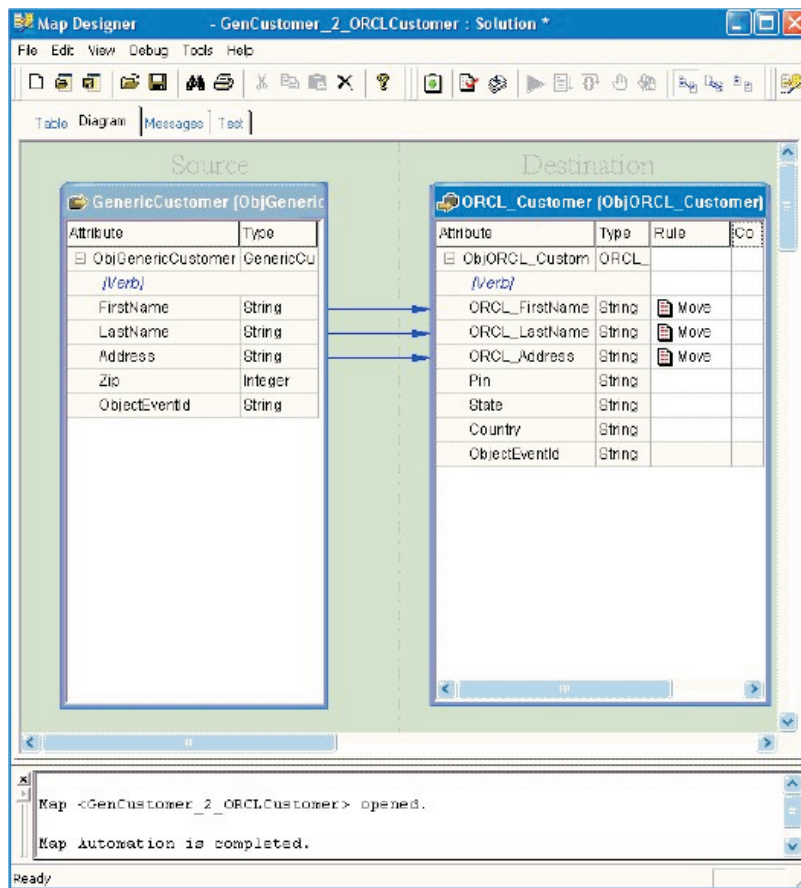 Map Designer - GenCustomer_2_ORCLCustomer : Solution *
File Edit View Debug Tools Help
Table Diagram Messages Test
Source Destination
GenericCustomer (ObjGeneric
ORCL_Customer (ObjORCL_Customer)
Attribute Type Attribute Type Rule Co
ObjGenericCustomer GenericCu ObjORCL_Custom ORCL_
[Verb] [Verb]
FirstName String ORCL_FirstName String Move
LastName String ORCL_LastName String Move
Address String ORCL_Address String Move
Zip Integer Pin String
ObjectEventId String State String
Country String
ObjectEventId String
Map <GenCustomer_2_ORCLCustomer> opened.
Map Automation is completed.
Ready